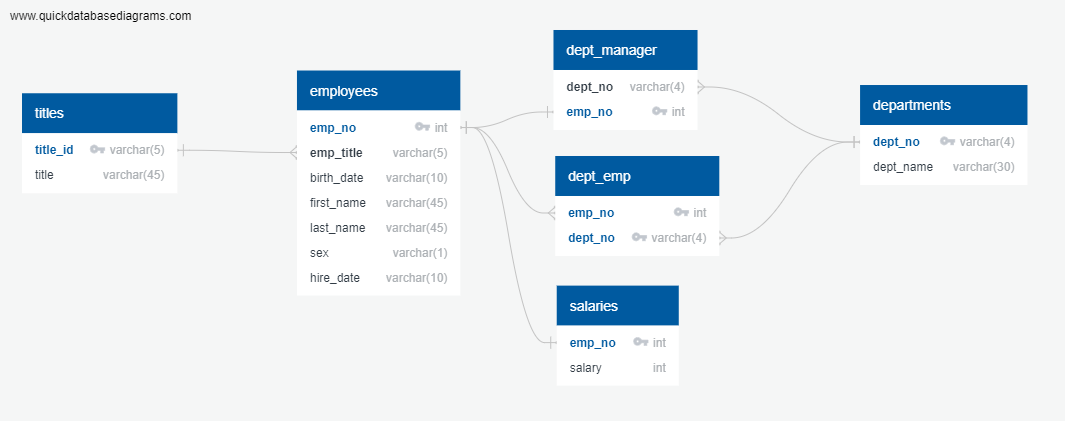 www.quickdatabasediagrams.com
titles
title_id varchar(5)
title varchar(45)
employees
emp_no int
emp_title varchar(5)
birth_date varchar(10)
first_name varchar(45)
last_name varchar(45)
sex varchar(1)
hire_date varchar(10)
dept_manager
dept_no varchar(4)
emp_no int
dept_emp
emp_no int
dept_no varchar(4)
salaries
emp_no int
salary int
departments
dept_no varchar(4)
dept_name varchar(30)